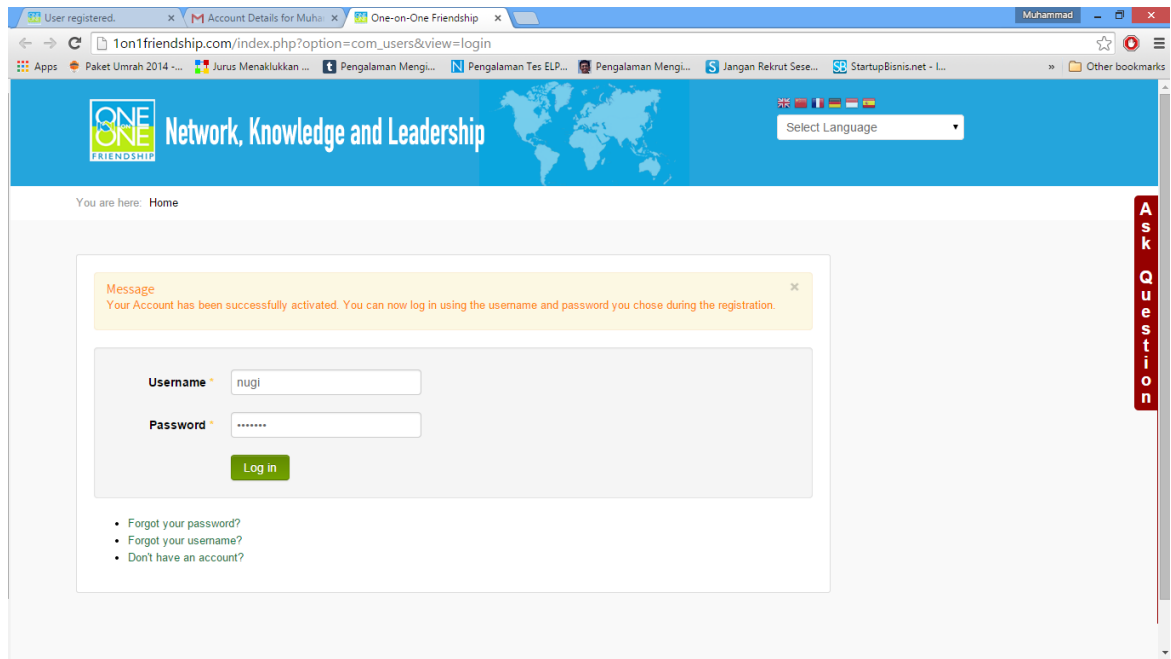 User registered.
Account Details for Muha
One-on-One Friendship
Muhammad
1on1friendship.com/index.php?option=com_users&view=login
Apps
Paket Umrah 2014 -...
Jurus Menaklukkan ...
Pengalaman Mengi...
Pengalaman Tes ELP...
Pengalaman Mengi...
Jangan Rekrut Sese...
StartupBisnis.net - I...
»
Other bookmarks
ONE
ON
ONE
FRIENDSHIP
Network, Knowledge and Leadership
Select Language
You are here: Home
Ask Question
Message
Your Account has been successfully activated. You can now log in using the username and password you chose during the registration.
Username *
nugi
Password *
•••••••
Log in
• Forgot your password?
• Forgot your username?
• Don't have an account?